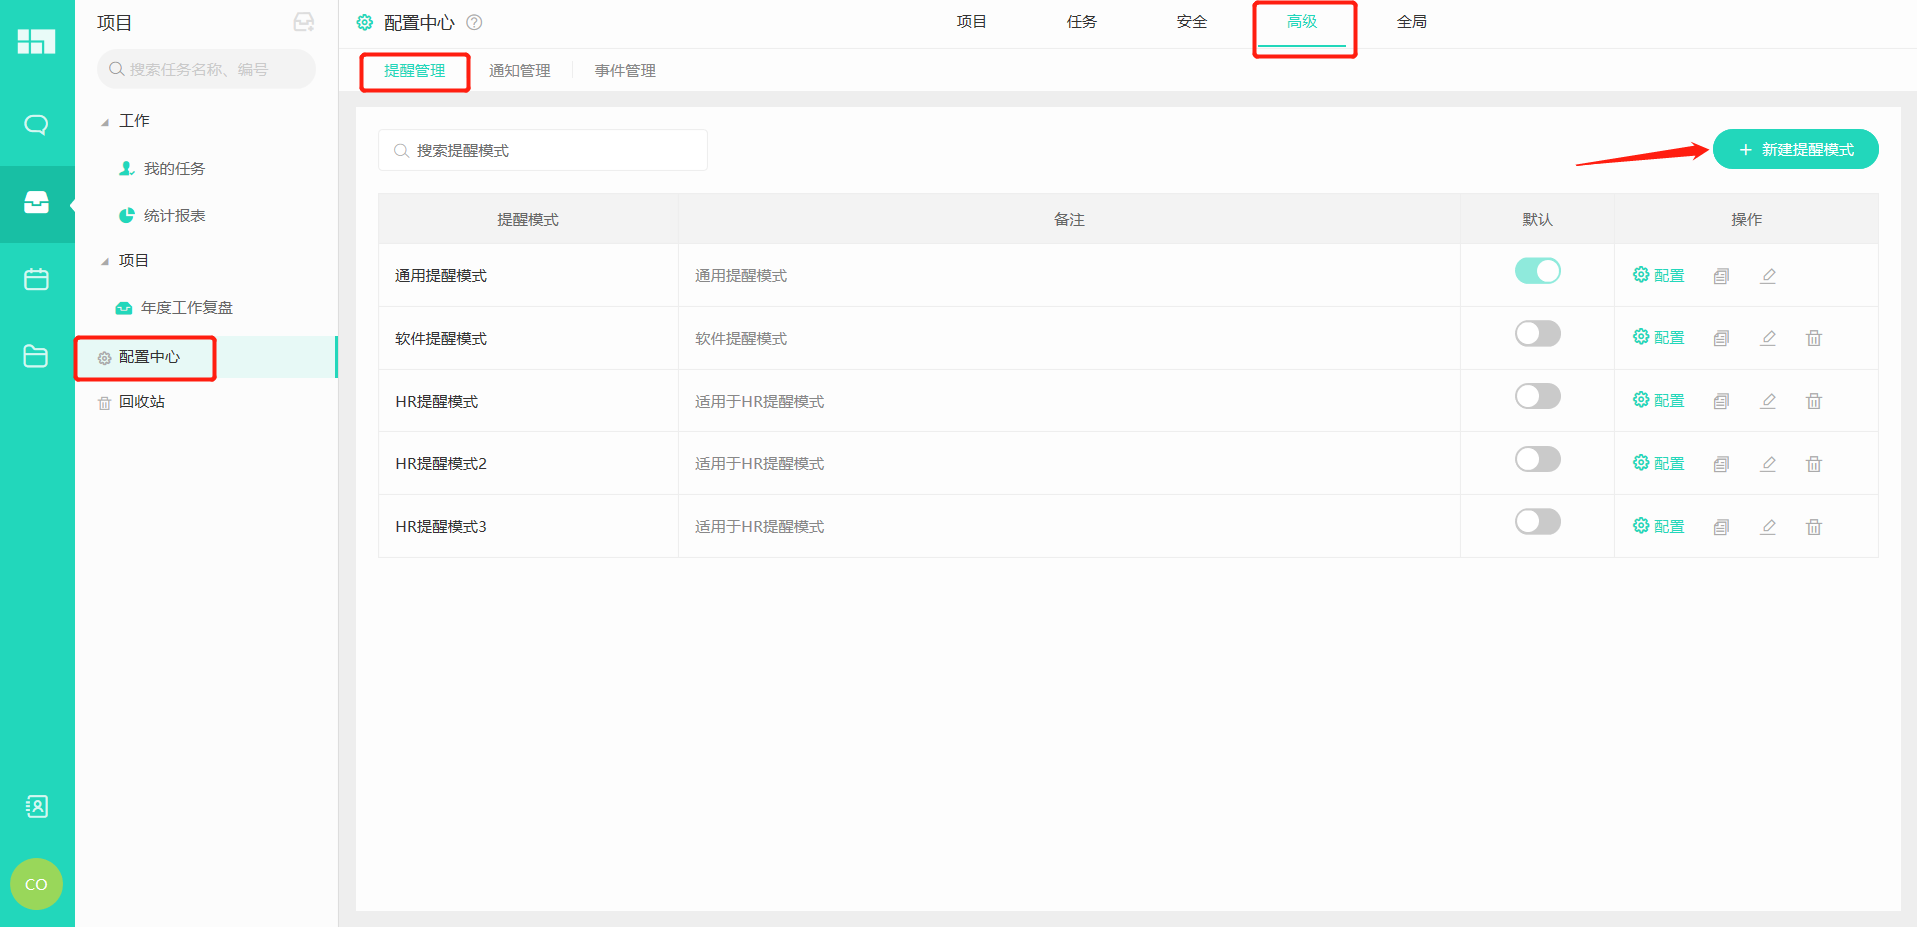 项目
搜索任务名称、编号
工作
我的任务
统计报表
项目
年度工作复盘
配置中心
回收站
CO
配置中心 ?
项目 任务 安全 高级 全局
提醒管理 通知管理 事件管理
搜索提醒模式
+ 新建提醒模式
提醒模式 备注 默认 操作
通用提醒模式 通用提醒模式 配置
软件提醒模式 软件提醒模式 配置
HR提醒模式 适用于HR提醒模式 配置
HR提醒模式2 适用于HR提醒模式 配置
HR提醒模式3 适用于HR提醒模式 配置